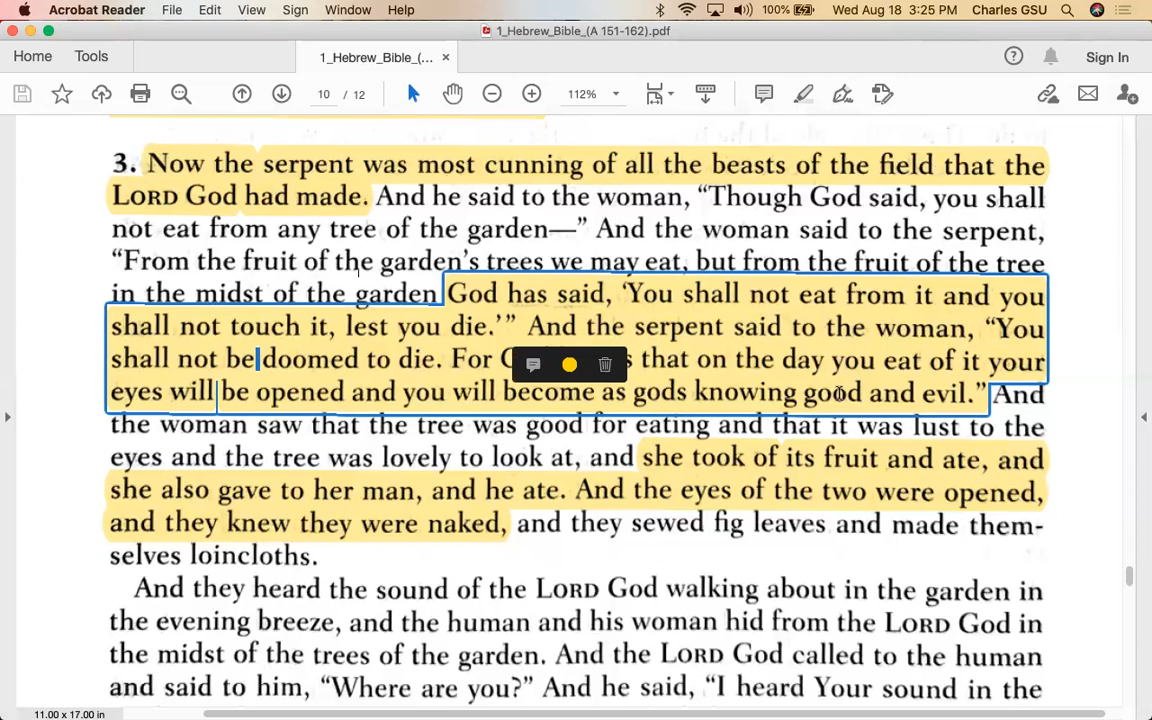 Acrobat Reader File Edit View Sign Window Help 100% Wed Aug 18 3:25 PM Charles GSU
1_Hebrew_Bible_(A 151-162).pdf
Home Tools 1_Hebrew_Bible_(... × Sign In
10 / 12 112%
3. Now the serpent was most cunning of all the beasts of the field that the
LORD God had made. And he said to the woman, “Though God said, you shall
not eat from any tree of the garden—” And the woman said to the serpent,
“From the fruit of the garden’s trees we may eat, but from the fruit of the tree
in the midst of the garden God has said, ‘You shall not eat from it and you
shall not touch it, lest you die.’” And the serpent said to the woman, “You
shall not be doomed to die. For that on the day you eat of it your
eyes will be opened and you will become as gods knowing good and evil.” And
the woman saw that the tree was good for eating and that it was lust to the
eyes and the tree was lovely to look at, and she took of its fruit and ate, and
she also gave to her man, and he ate. And the eyes of the two were opened,
and they knew they were naked, and they sewed fig leaves and made them-
selves loincloths.
And they heard the sound of the LORD God walking about in the garden in
the evening breeze, and the human and his woman hid from the LORD God in
the midst of the trees of the garden. And the LORD God called to the human
and said to him, “Where are you?” And he said, “I heard Your sound in the
11.00 x 17.00 in